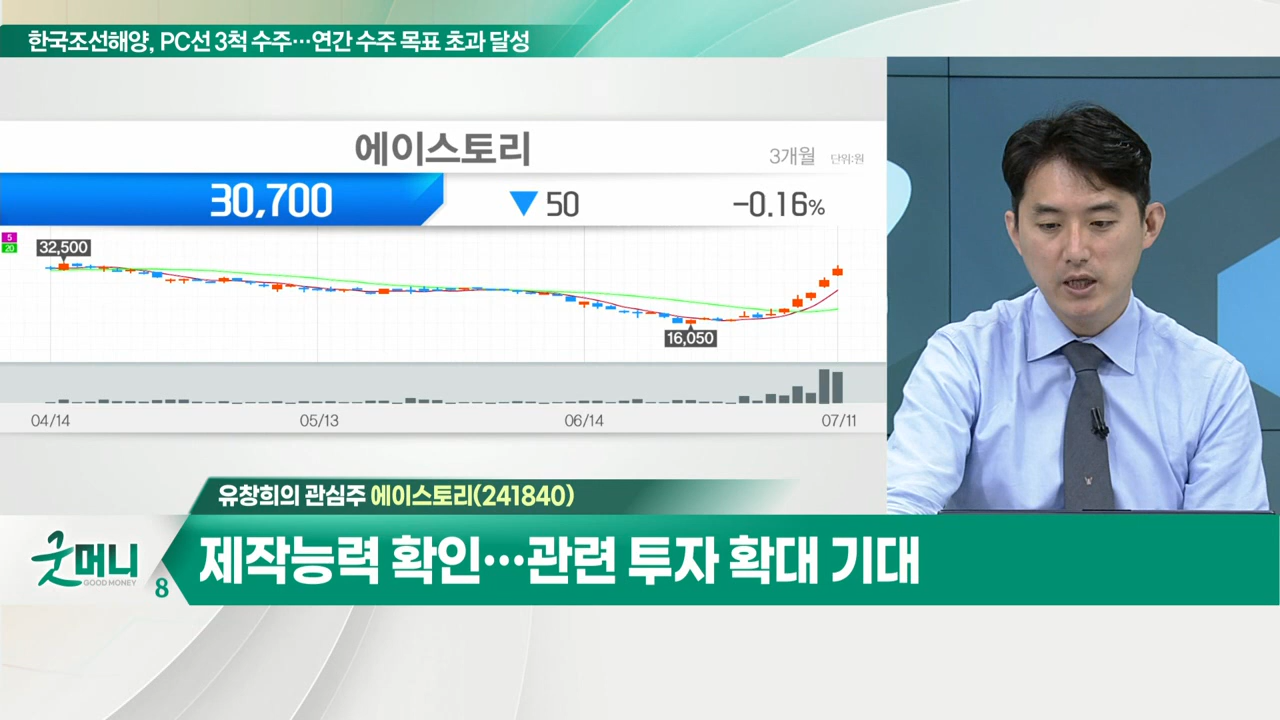 한국조선해양, PC선 3척 수주…연간 수주 목표 초과 달성
에이스토리
3개월 단위:원
30,700 ▼ 50 -0.16%
5
20
32,500
16,050
04/14 05/13 06/14 07/11
유창희의 관심주 에이스토리(241840)
굿머니
GOOD MONEY
8
제작능력 확인…관련 투자 확대 기대